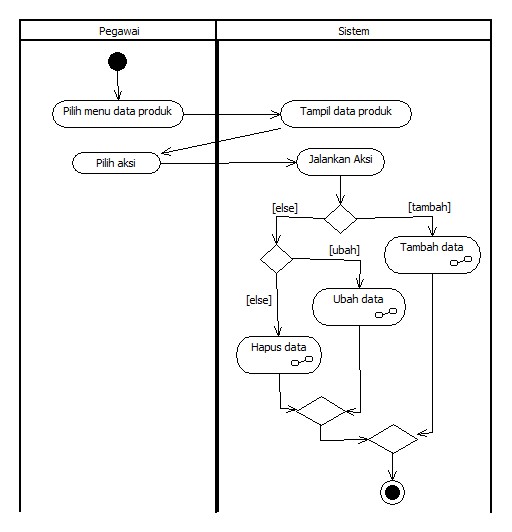 Pegawai
Sistem
Pilih menu data produk
Tampil data produk
Pilih aksi
Jalankan Aksi
[else]
[tambah]
Tambah data
[ubah]
Ubah data
[else]
Hapus data